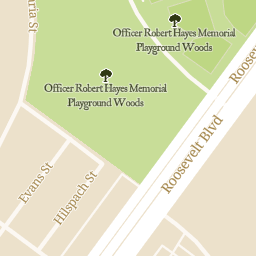 Officer Robert Hayes Memorial
Playground Woods
Officer Robert Hayes Memorial
Playground Woods
Roosevelt Blvd
Evans St
Hilspach St